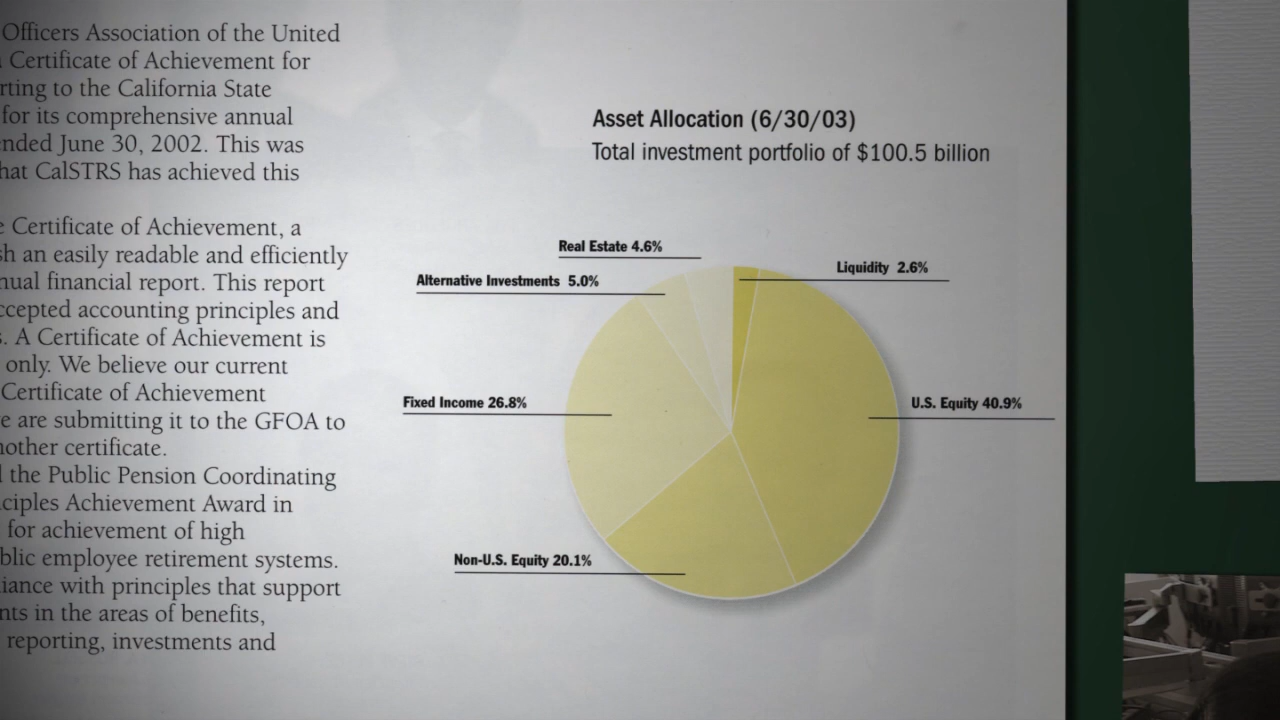 Officers Association of the United
Certificate of Achievement for
rting to the California State
for its comprehensive annual
nded June 30, 2002. This was
hat CalSTRS has achieved this
e Certificate of Achievement, a
sh an easily readable and efficiently
nual financial report. This report
ccepted accounting principles and
s. A Certificate of Achievement is
only. We believe our current
Certificate of Achievement
e are submitting it to the GFOA to
nother certificate.
l the Public Pension Coordinating
ciples Achievement Award in
for achievement of high
blic employee retirement systems.
liance with principles that support
nts in the areas of benefits,
reporting, investments and
Asset Allocation (6/30/03)
Total investment portfolio of $100.5 billion
Real Estate 4.6%
Liquidity 2.6%
Alternative Investments 5.0%
Fixed Income 26.8%
U.S. Equity 40.9%
Non-U.S. Equity 20.1%